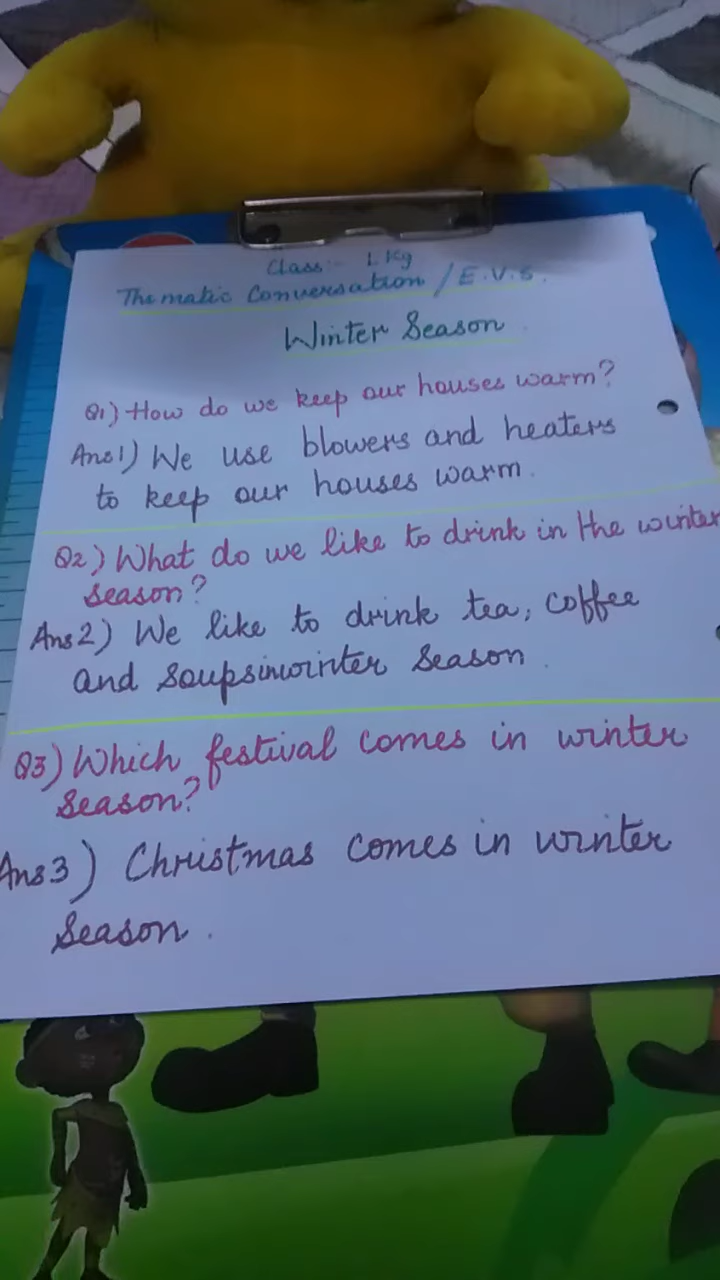 Class:- LKg
Thematic Conversation / E.V.S.
Winter Season
Q1) How do we keep our houses warm?
Ans1) We use blowers and heaters
to keep our houses warm.
Q2) What do we like to drink in the winter
season?
Ans2) We like to drink tea, coffee
and soupsinwinter season.
Q3) Which festival comes in winter
season?
Ans3) Christmas comes in winter
season.